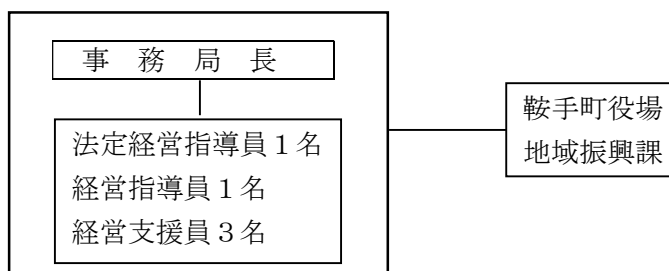 事　務　局　長
法定経営指導員１名
経営指導員１名
経営支援員３名
鞍手町役場
地域振興課